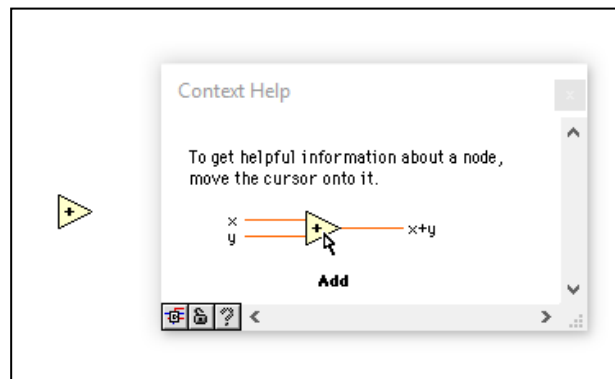 Context Help
To get helpful information about a node,
move the cursor onto it.
+
x
y
+
x+y
Add
?